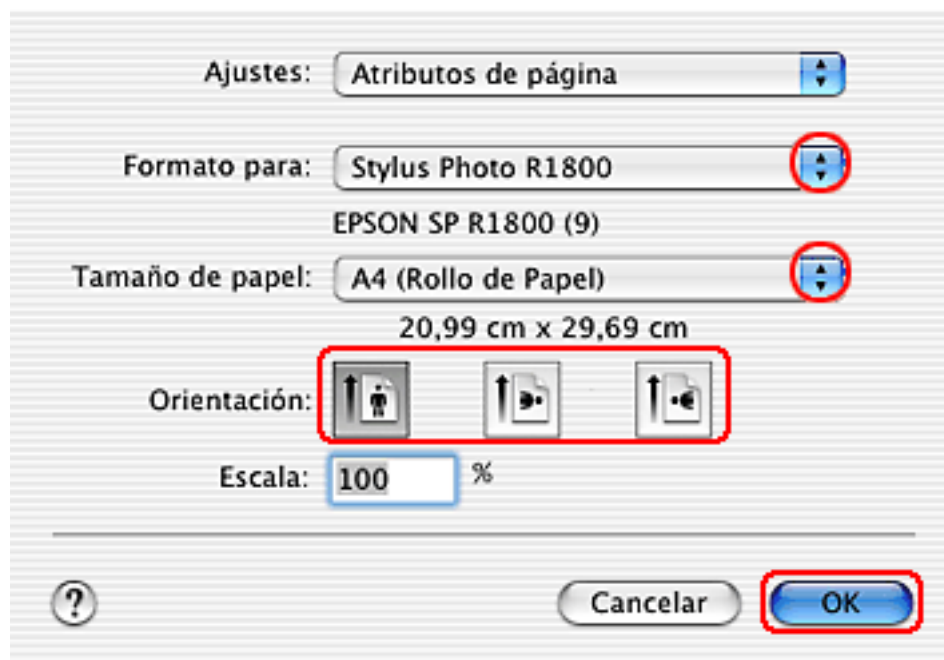 Ajustes: Atributos de página
Formato para: Stylus Photo R1800
EPSON SP R1800 (9)
Tamaño de papel: A4 (Rollo de Papel)
20,99 cm x 29,69 cm
Orientación:
Escala: 100 %
? Cancelar OK